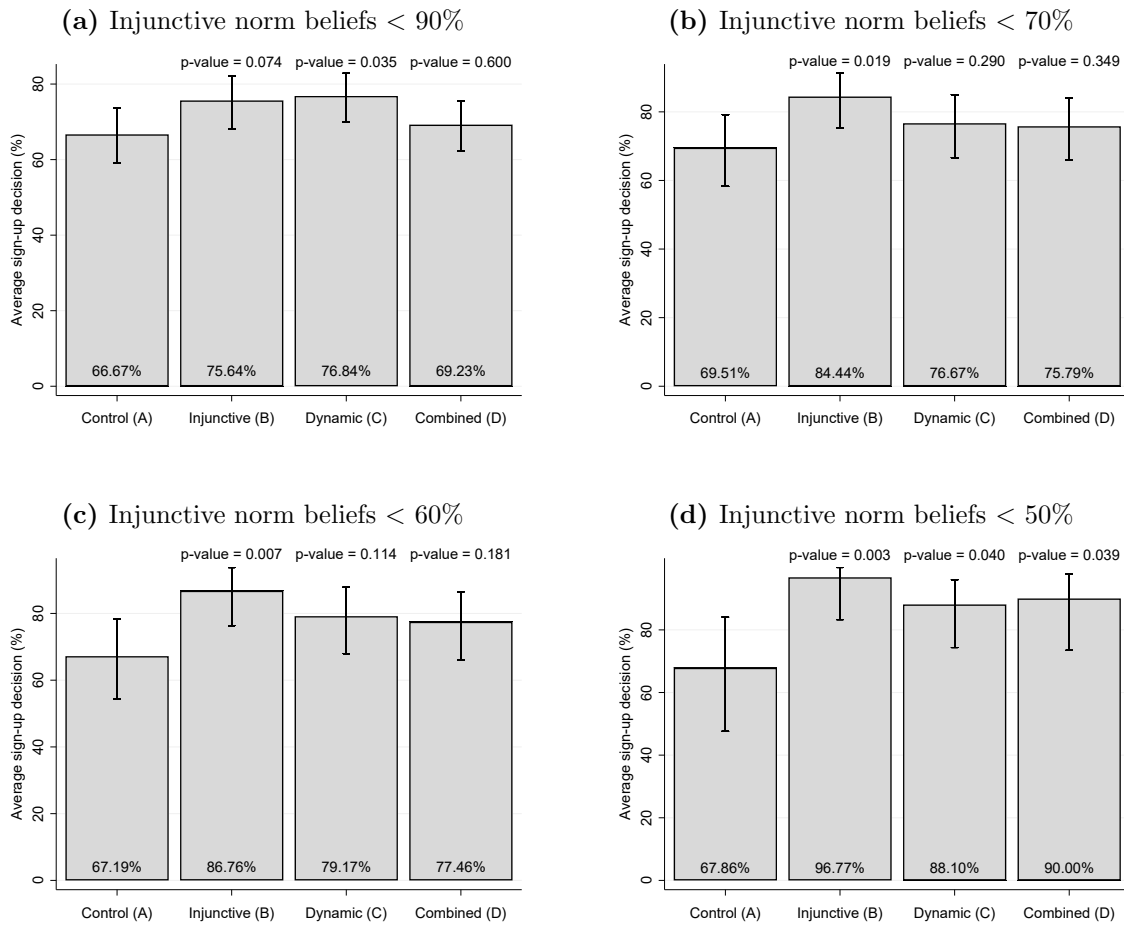 (a) Injunctive norm beliefs < 90%
p-value = 0.074 p-value = 0.035 p-value = 0.600
Average sign-up decision (%)
80
60
40
20
0
66.67% 75.64% 76.84% 69.23%
Control (A) Injunctive (B) Dynamic (C) Combined (D)
(b) Injunctive norm beliefs < 70%
p-value = 0.019 p-value = 0.290 p-value = 0.349
Average sign-up decision (%)
80
60
40
20
0
69.51% 84.44% 76.67% 75.79%
Control (A) Injunctive (B) Dynamic (C) Combined (D)
(c) Injunctive norm beliefs < 60%
p-value = 0.007 p-value = 0.114 p-value = 0.181
Average sign-up decision (%)
80
60
40
20
0
67.19% 86.76% 79.17% 77.46%
Control (A) Injunctive (B) Dynamic (C) Combined (D)
(d) Injunctive norm beliefs < 50%
p-value = 0.003 p-value = 0.040 p-value = 0.039
Average sign-up decision (%)
80
60
40
20
0
67.86% 96.77% 88.10% 90.00%
Control (A) Injunctive (B) Dynamic (C) Combined (D)